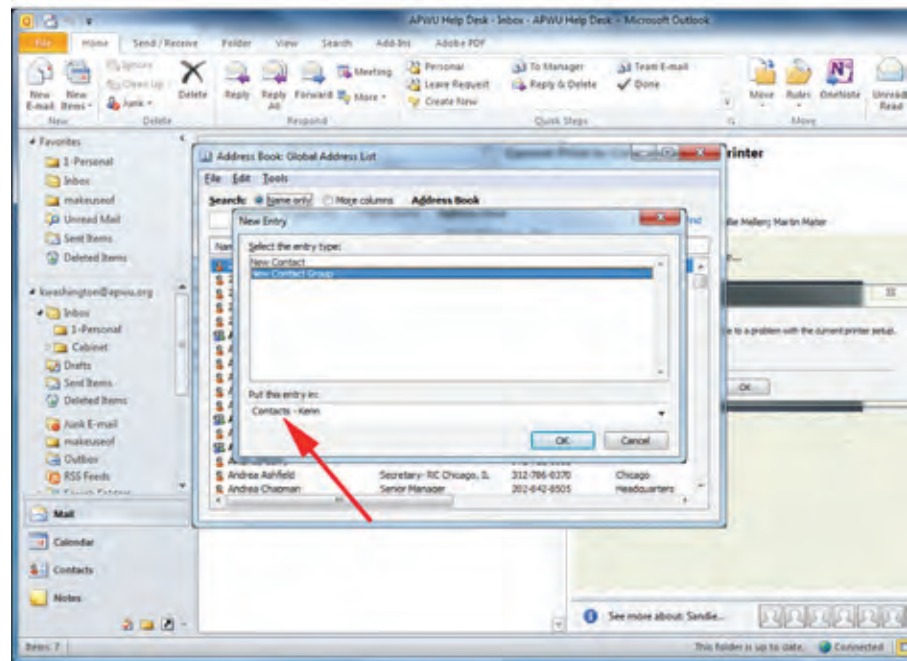 APWU Help Desk - Inbox - APWU Help Desk - Microsoft Outlook
File Home Send / Receive Folder View Search Add-Ins Adobe PDF
Ignore
Clean Up
Junk
New E-mail
New Items
Delete
Reply
Reply All
Forward
Meeting
More
Personal
Leave Request
Create New
To Manager
Reply & Delete
Team E-mail
Done
Move
Rules
OneNote
Unread/
Read
New Delete Respond Quick Steps Move
Favorites
1-Personal
Inbox
makeuseof
Unread Mail
Sent Items
Deleted Items
kwashington@apwu.org
Inbox
1-Personal
Cabinet
Drafts
Sent Items
Deleted Items
Junk E-mail
makeuseof
Outbox
RSS Feeds
Mail
Calendar
Contacts
Notes
Items: 7
Address Book: Global Address List
File Edit Tools
Search: Name only More columns Address Book
New Entry
Select the entry type:
New Contact
New Contact Group
Put this entry in:
Contacts - Kenn
OK Cancel
Andrea Ashfield Secretary- RIC Chicago, IL 312-786-0370 Chicago
Andrea Chapman Senior Manager 202-842-8505 Headquarters
rinter
Martin Mater
e to a problem with the current printer setup.
OK
See more about: Sandie...
This folder is up to date. Connected